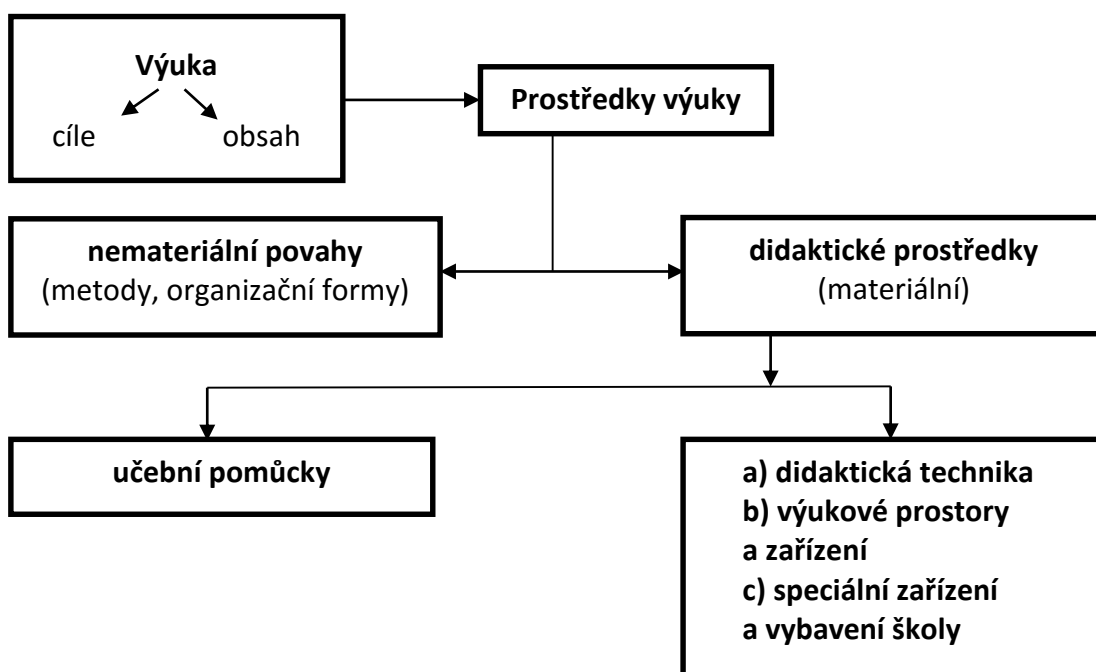 Výuka
cíle
obsah
Prostředky výuky
nemateriální povahy
(metody, organizační formy)
didaktické prostředky
(materiální)
učební pomůcky
a) didaktická technika
b) výukové prostory
a zařízení
c) speciální zařízení
a vybavení školy